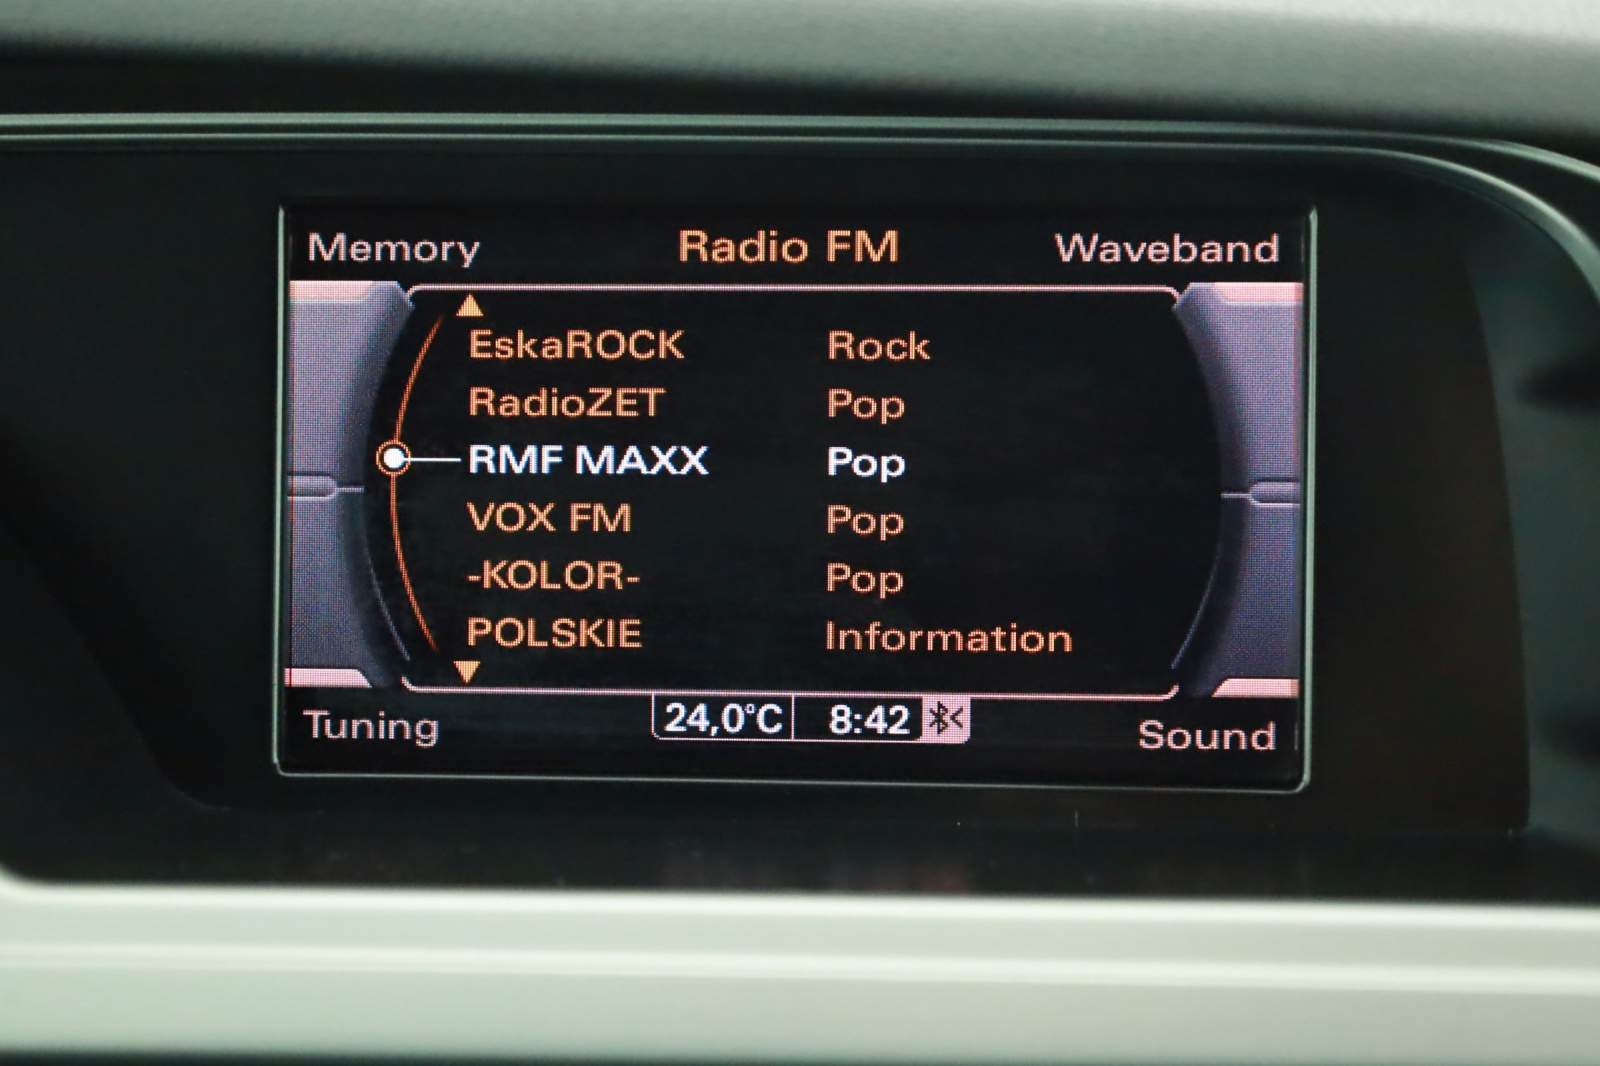 Memory Radio FM Waveband
EskaROCK Rock
RadioZET Pop
RMF MAXX Pop
VOX FM Pop
-KOLOR- Pop
POLSKIE Information
Tuning 24,0°C 8:42 Sound